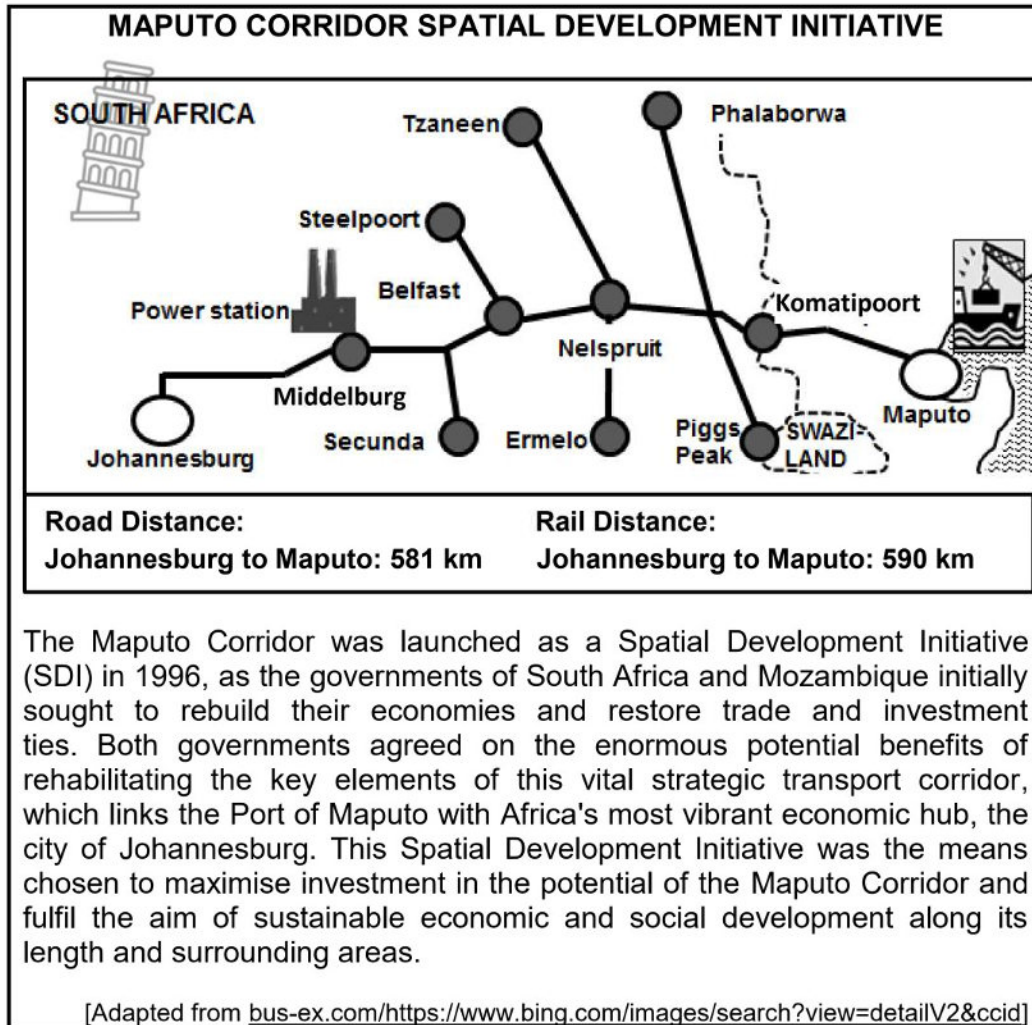 MAPUTO CORRIDOR SPATIAL DEVELOPMENT INITIATIVE
SOUTH AFRICA
Tzaneen
Phalaborwa
Steelpoort
Belfast
Komatipoort
Power station
Nelspruit
Middelburg
Maputo
Secunda
Ermelo
Piggs
Peak
SWAZI-
LAND
Johannesburg
Road Distance:
Johannesburg to Maputo: 581 km
Rail Distance:
Johannesburg to Maputo: 590 km
The Maputo Corridor was launched as a Spatial Development Initiative
(SDI) in 1996, as the governments of South Africa and Mozambique initially
sought to rebuild their economies and restore trade and investment
ties. Both governments agreed on the enormous potential benefits of
rehabilitating the key elements of this vital strategic transport corridor,
which links the Port of Maputo with Africa's most vibrant economic hub, the
city of Johannesburg. This Spatial Development Initiative was the means
chosen to maximise investment in the potential of the Maputo Corridor and
fulfil the aim of sustainable economic and social development along its
length and surrounding areas.
[Adapted from bus-ex.com/https://www.bing.com/images/search?view=detailV2&ccid]